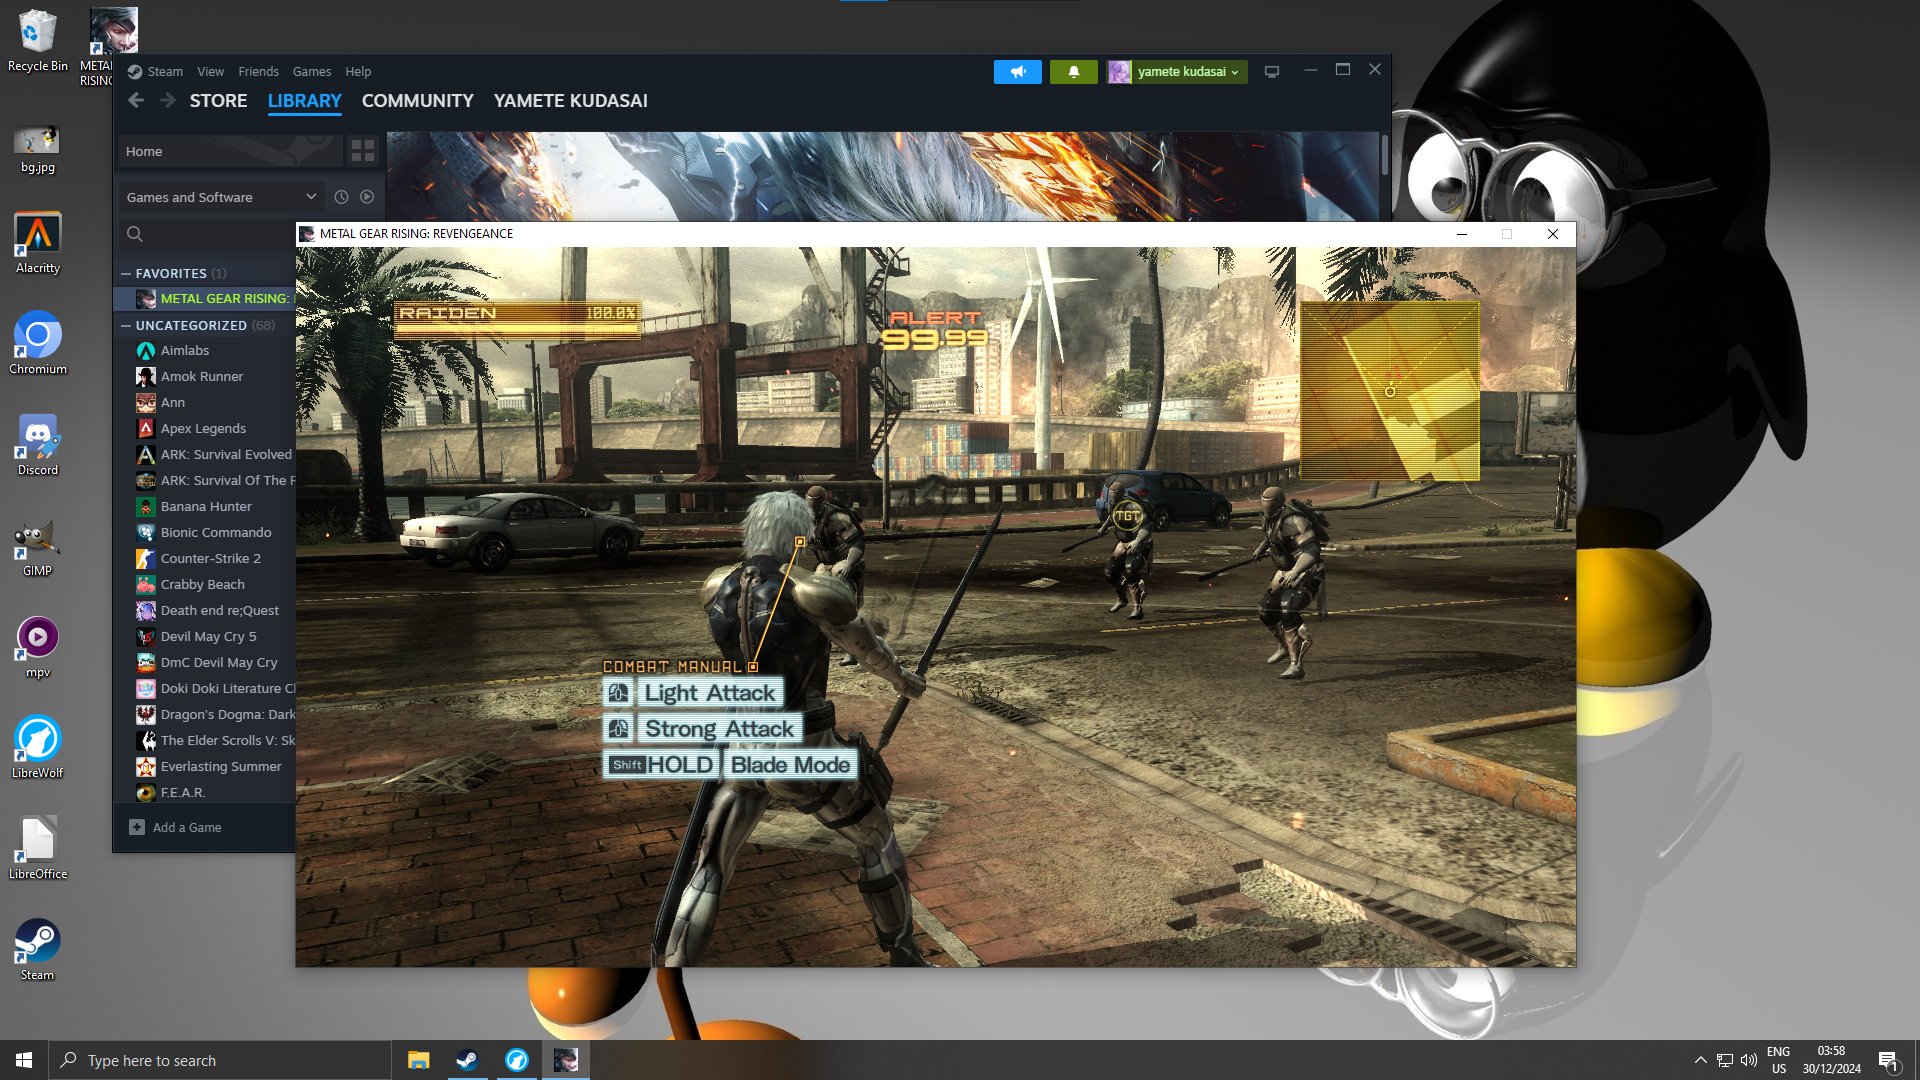 Recycle Bin
META
RISING
bg.jpg
Alacritty
Chromium
Discord
GIMP
mpv
LibreWolf
LibreOffice
Steam
Steam View Friends Games Help
yamete kudasai
STORE LIBRARY COMMUNITY YAMETE KUDASAI
Home
Games and Software
FAVORITES (1)
METAL GEAR RISING:
UNCATEGORIZED (68)
Aimlabs
Amok Runner
Ann
Apex Legends
ARK: Survival Evolved
ARK: Survival Of The F
Banana Hunter
Bionic Commando
Counter-Strike 2
Crabby Beach
Death end re;Quest
Devil May Cry 5
DmC Devil May Cry
Doki Doki Literature Cl
Dragon's Dogma: Dark
The Elder Scrolls V: Sk
Everlasting Summer
F.E.A.R.
Add a Game
METAL GEAR RISING: REVENGEANCE
RAIDEN 100.0%
ALERT
99.99
TGT
COMBAT MANUAL
Light Attack
Strong Attack
Shift HOLD Blade Mode
Type here to search
ENG
US
03:58
30/12/2024
1